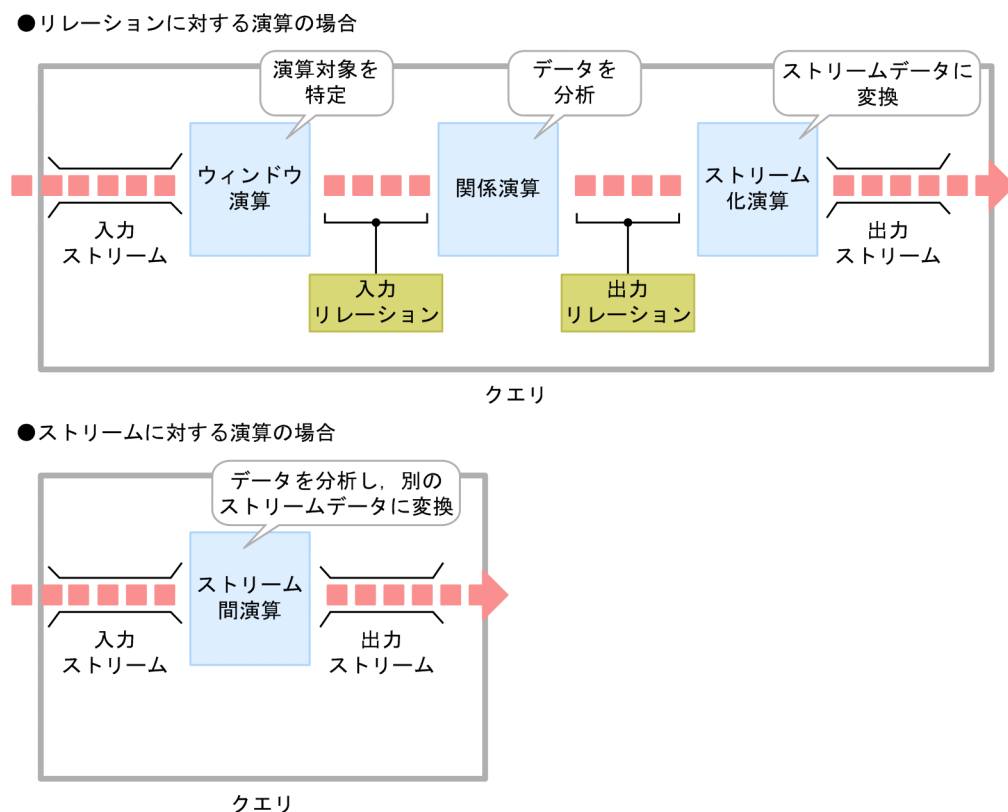 ●リレーションに対する演算の場合
演算対象を
特定
データを
分析
ストリームデータに
変換
ウィンドウ
演算
関係演算
ストリーム
化演算
入力
ストリーム
出力
ストリーム
入力
リレーション
出力
リレーション
クエリ
●ストリームに対する演算の場合
データを分析し，別の
ストリームデータに変換
ストリーム
間演算
入力
ストリーム
出力
ストリーム
クエリ